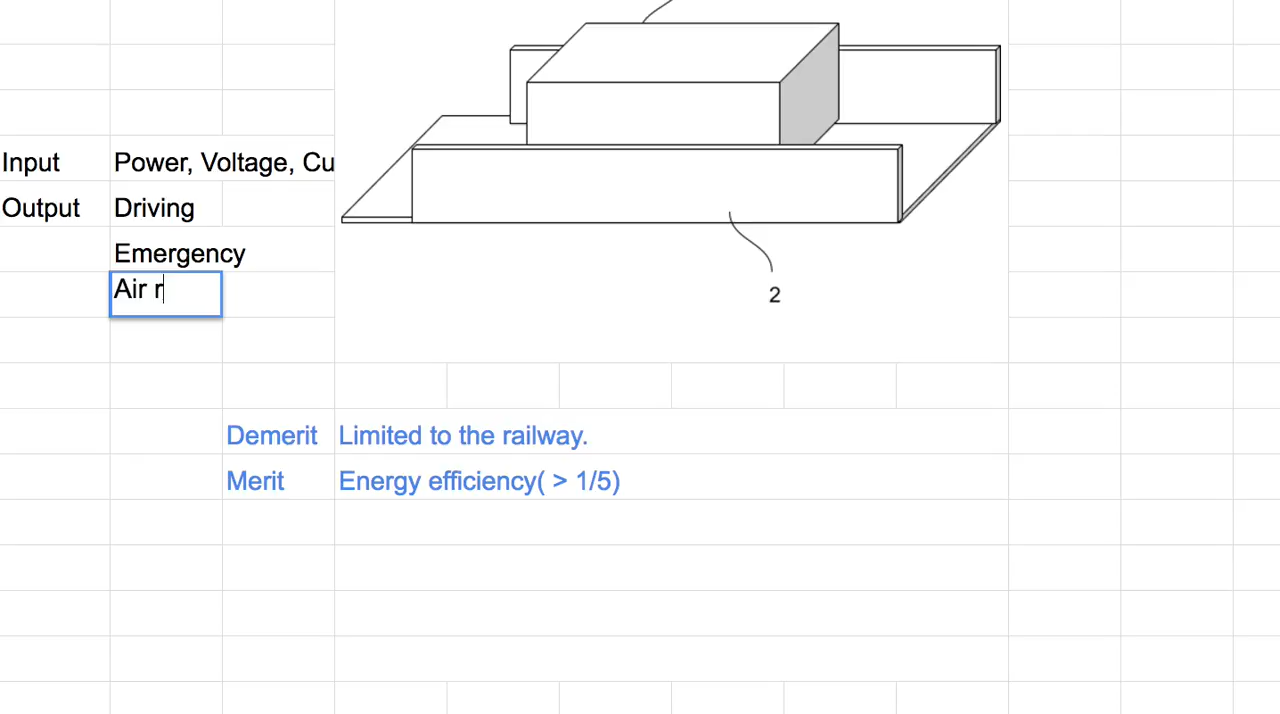 Input Power, Voltage, Cu
Output Driving
Emergency
Air r
2
Demerit Limited to the railway.
Merit Energy efficiency( > 1/5)